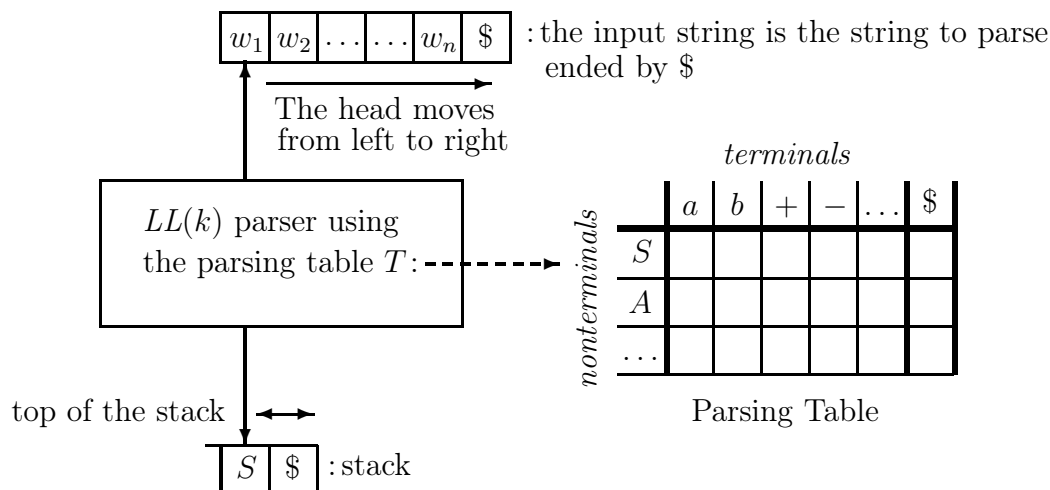 w₁ w₂ … … wₙ $ : the input string is the string to parse
ended by $
The head moves
from left to right
LL(k) parser using
the parsing table T :
terminals
nonterminals
a b + − … $
S
A
…
Parsing Table
top of the stack
S $ : stack